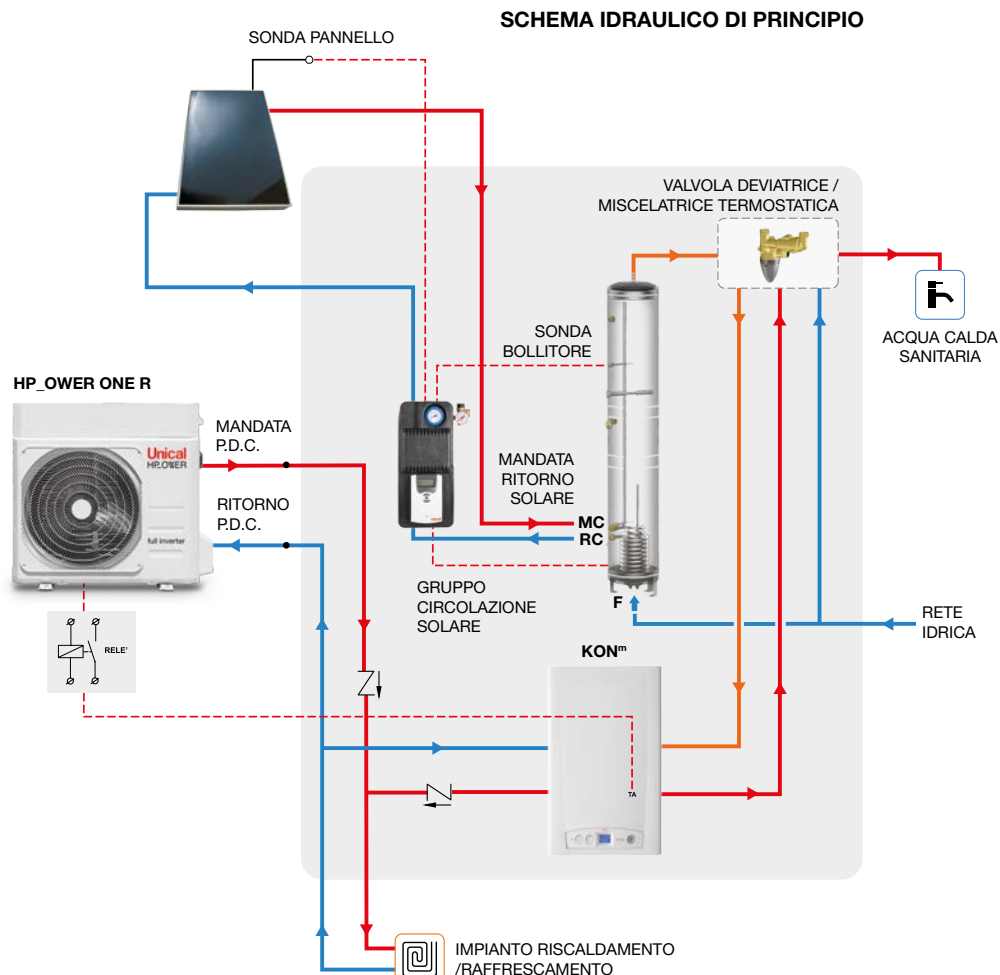 SCHEMA IDRAULICO DI PRINCIPIO
SONDA PANNELLO
VALVOLA DEVIATRICE /
MISCELATRICE TERMOSTATICA
ACQUA CALDA
SANITARIA
SONDA
BOLLITORE
HP_OWER ONE R
MANDATA
P.D.C.
Unical
HP_OWER
RITORNO
P.D.C.
full inverter
MANDATA
RITORNO
SOLARE
MC
RC
GRUPPO
CIRCOLAZIONE
SOLARE
F
RETE
IDRICA
RELE'
KONᵐ
TA
IMPIANTO RISCALDAMENTO
/RAFFRESCAMENTO